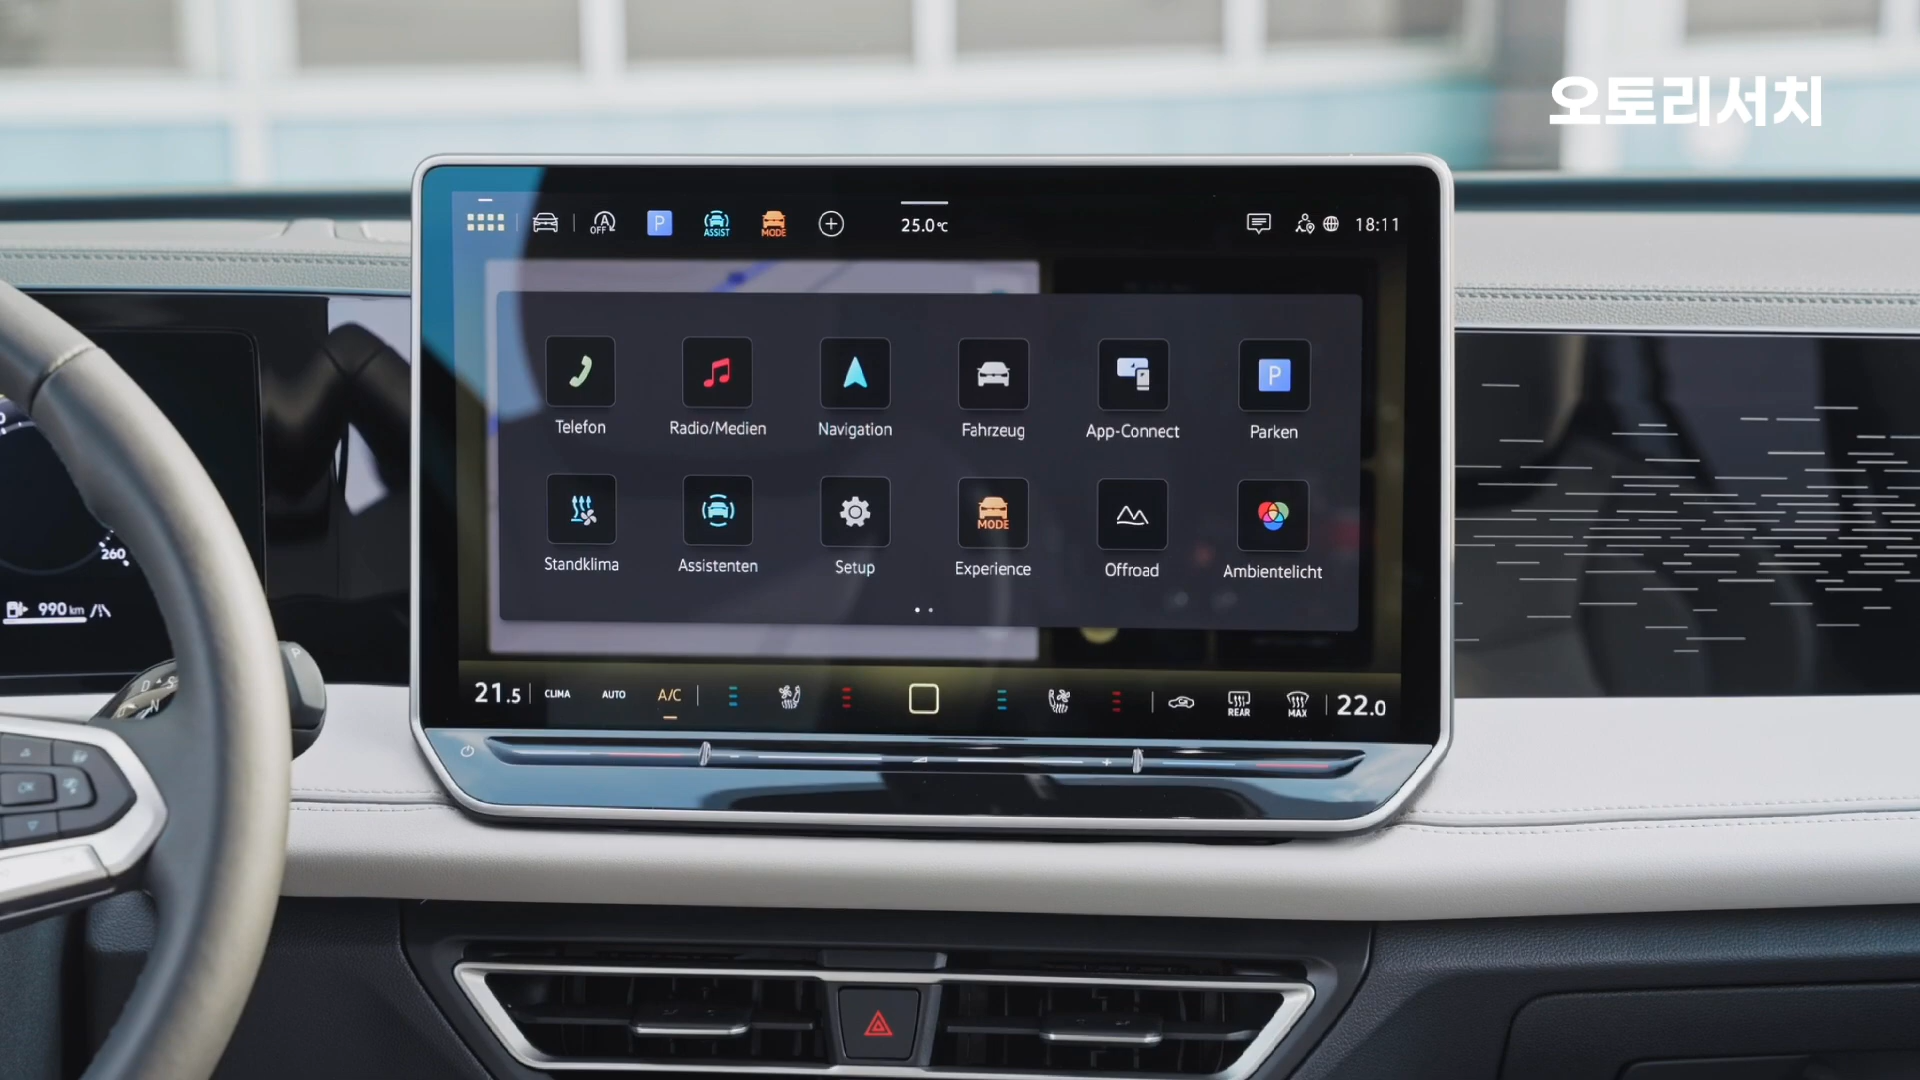 오토리서치
OFF
A
P
ASSIST
MODE
25.0°C
18:11
Telefon
Radio/Medien
Navigation
Fahrzeug
App-Connect
P
Parken
Standklima
Assistenten
Setup
MODE
Experience
Offroad
Ambientelicht
260
990 km
P
D
S
N
21.5
CLIMA
AUTO
A/C
REAR
MAX
22.0
OK